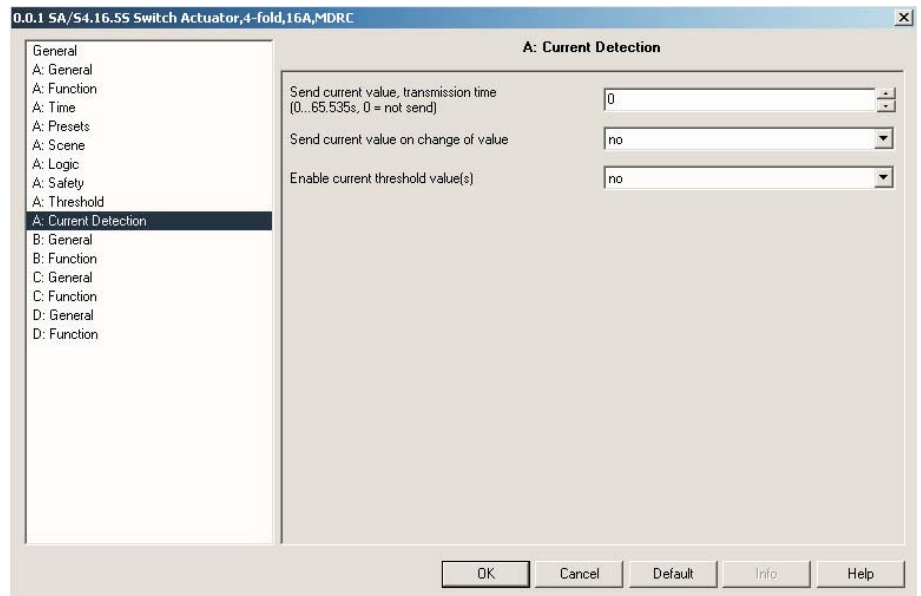 0.0.1 SA/S4.16.5S Switch Actuator,4-fold,16A,MDRC
General
A: General
A: Function
A: Time
A: Presets
A: Scene
A: Logic
A: Safety
A: Threshold
A: Current Detection
B: General
B: Function
C: General
C: Function
D: General
D: Function
A: Current Detection
Send current value, transmission time
(0...65.535s, 0 = not send)
0
Send current value on change of value
no
Enable current threshold value(s)
no
OK
Cancel
Default
Info
Help